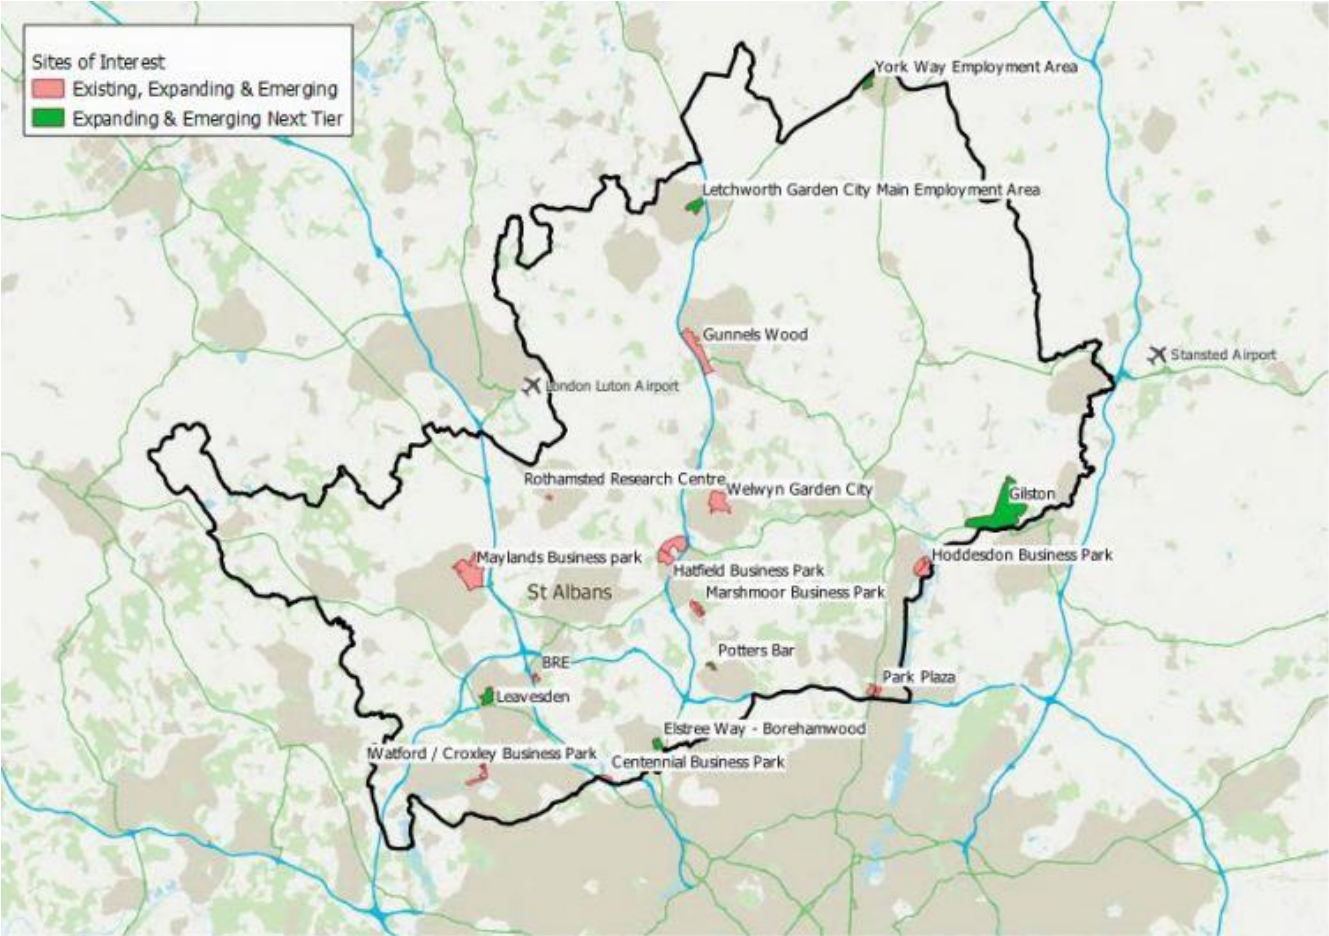 Sites of Interest
Existing, Expanding & Emerging
Expanding & Emerging Next Tier
York Way Employment Area
Letchworth Garden City Main Employment Area
Gunnels Wood
Stansted Airport
London Luton Airport
Rothamsted Research Centre
Welwyn Garden City
Gilston
Maylands Business park
Hoddesdon Business Park
Hatfield Business Park
St Albans
Marshmoor Business Park
Potters Bar
BRE
Park Plaza
Leavesden
Elstree Way - Borehamwood
Watford / Croxley Business Park
Centennial Business Park